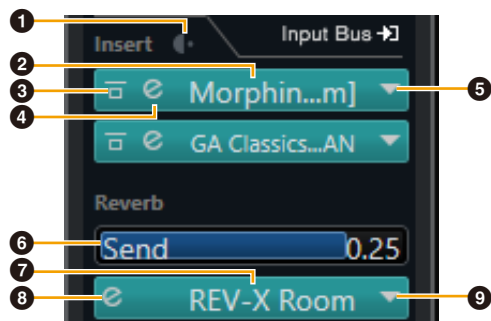 1
Insert
Input Bus
2
3
e
Morphin...m]
5
4
e
GA Classics...AN
Reverb
6
Send
0.25
7
8
e
REV-X Room
9